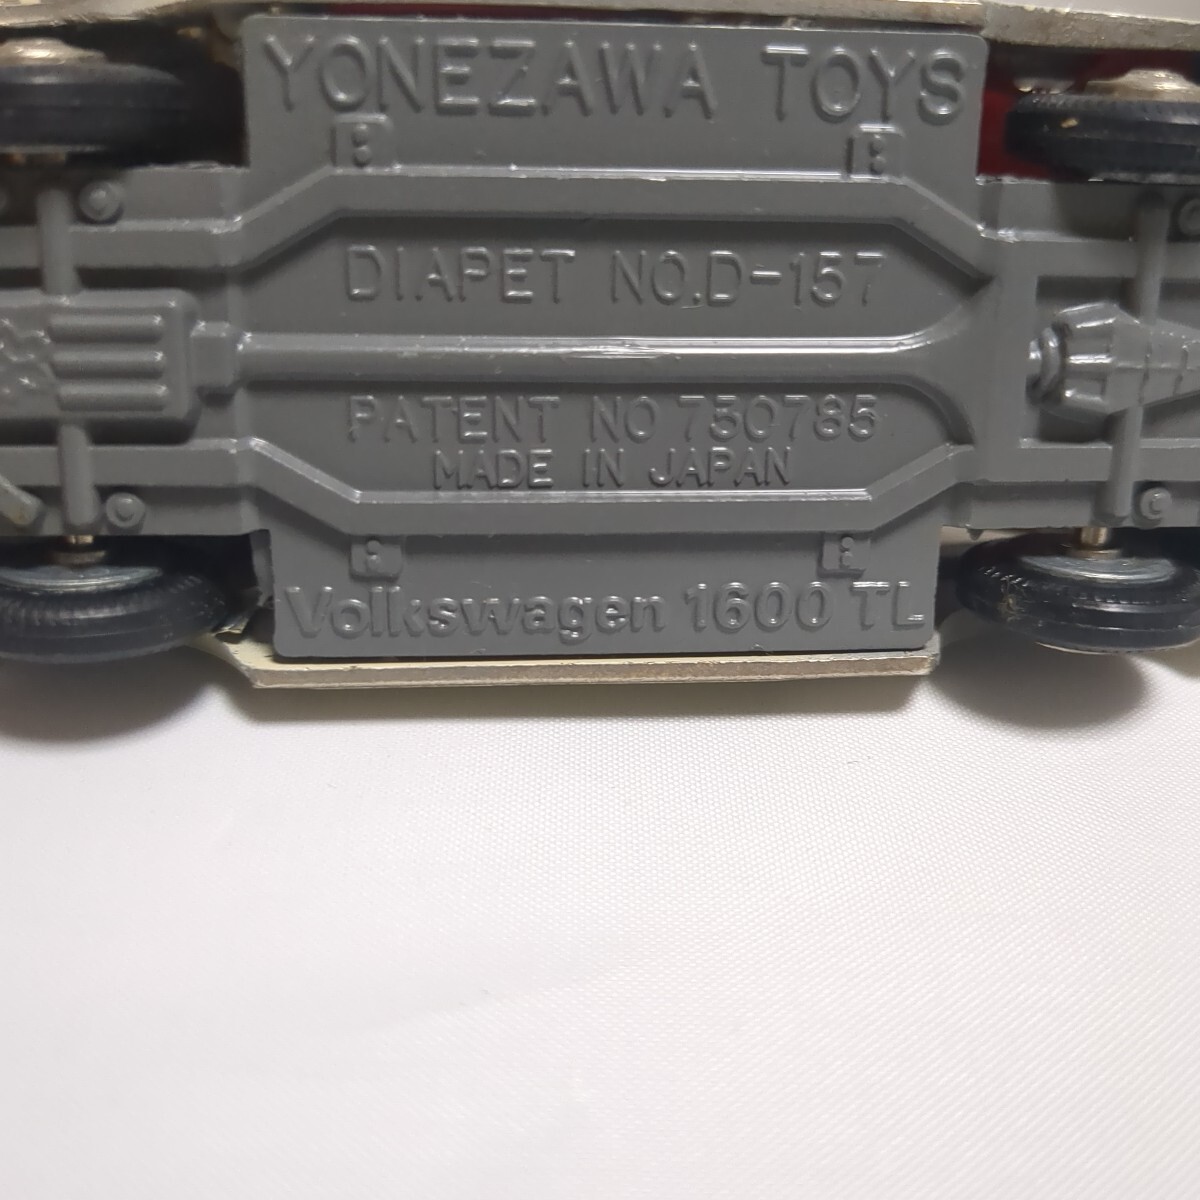 YONEZAWA TOYS
DIAPET NO.D-157
PATENT NO 750785
MADE IN JAPAN
Volkswagen 1600 TL